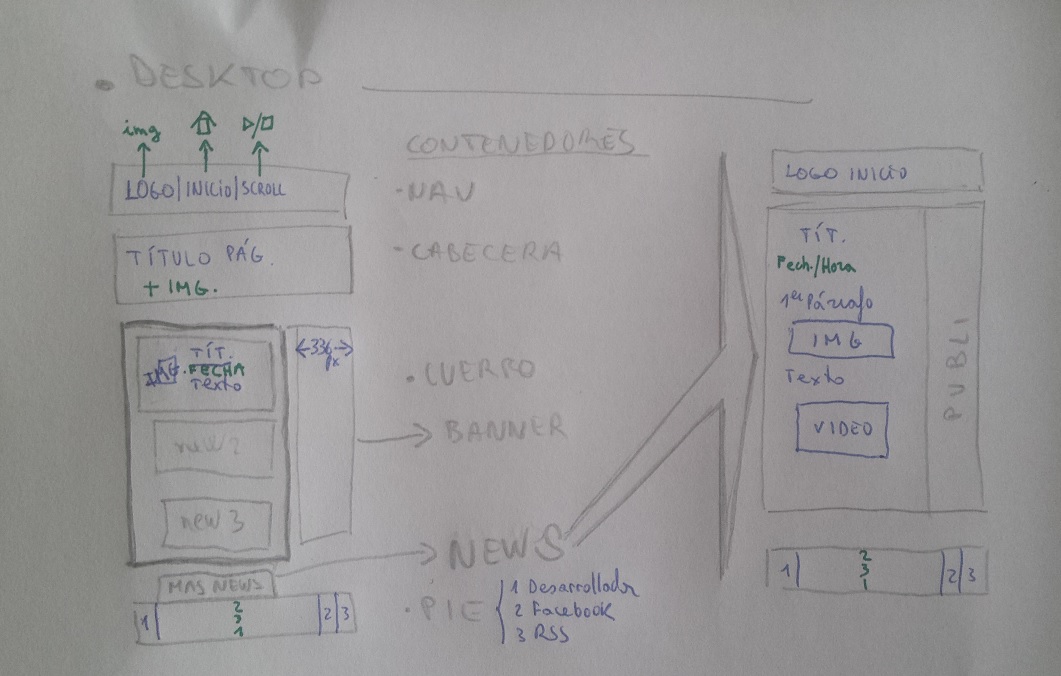 • DESKTOP
img
▷/□
LOGO|INICIO|SCROLL
TÍTULO PÁG.
+ IMG.
TÍT.
IMG. FECHA
Texto
new 2
new 3
MAS NEWS
1
2
3
1
2
3
336
px
CONTENEDORES
- NAV
- CABECERA
• CUERPO
BANNER
NEWS
• PIE
1 Desarrollador
2 Facebook
3 RSS
LOGO INICIO
TÍT.
Fech./Hora
1er Párrafo
IMG
Texto
VIDEO
PUBLI
1
2
3
1
2
3